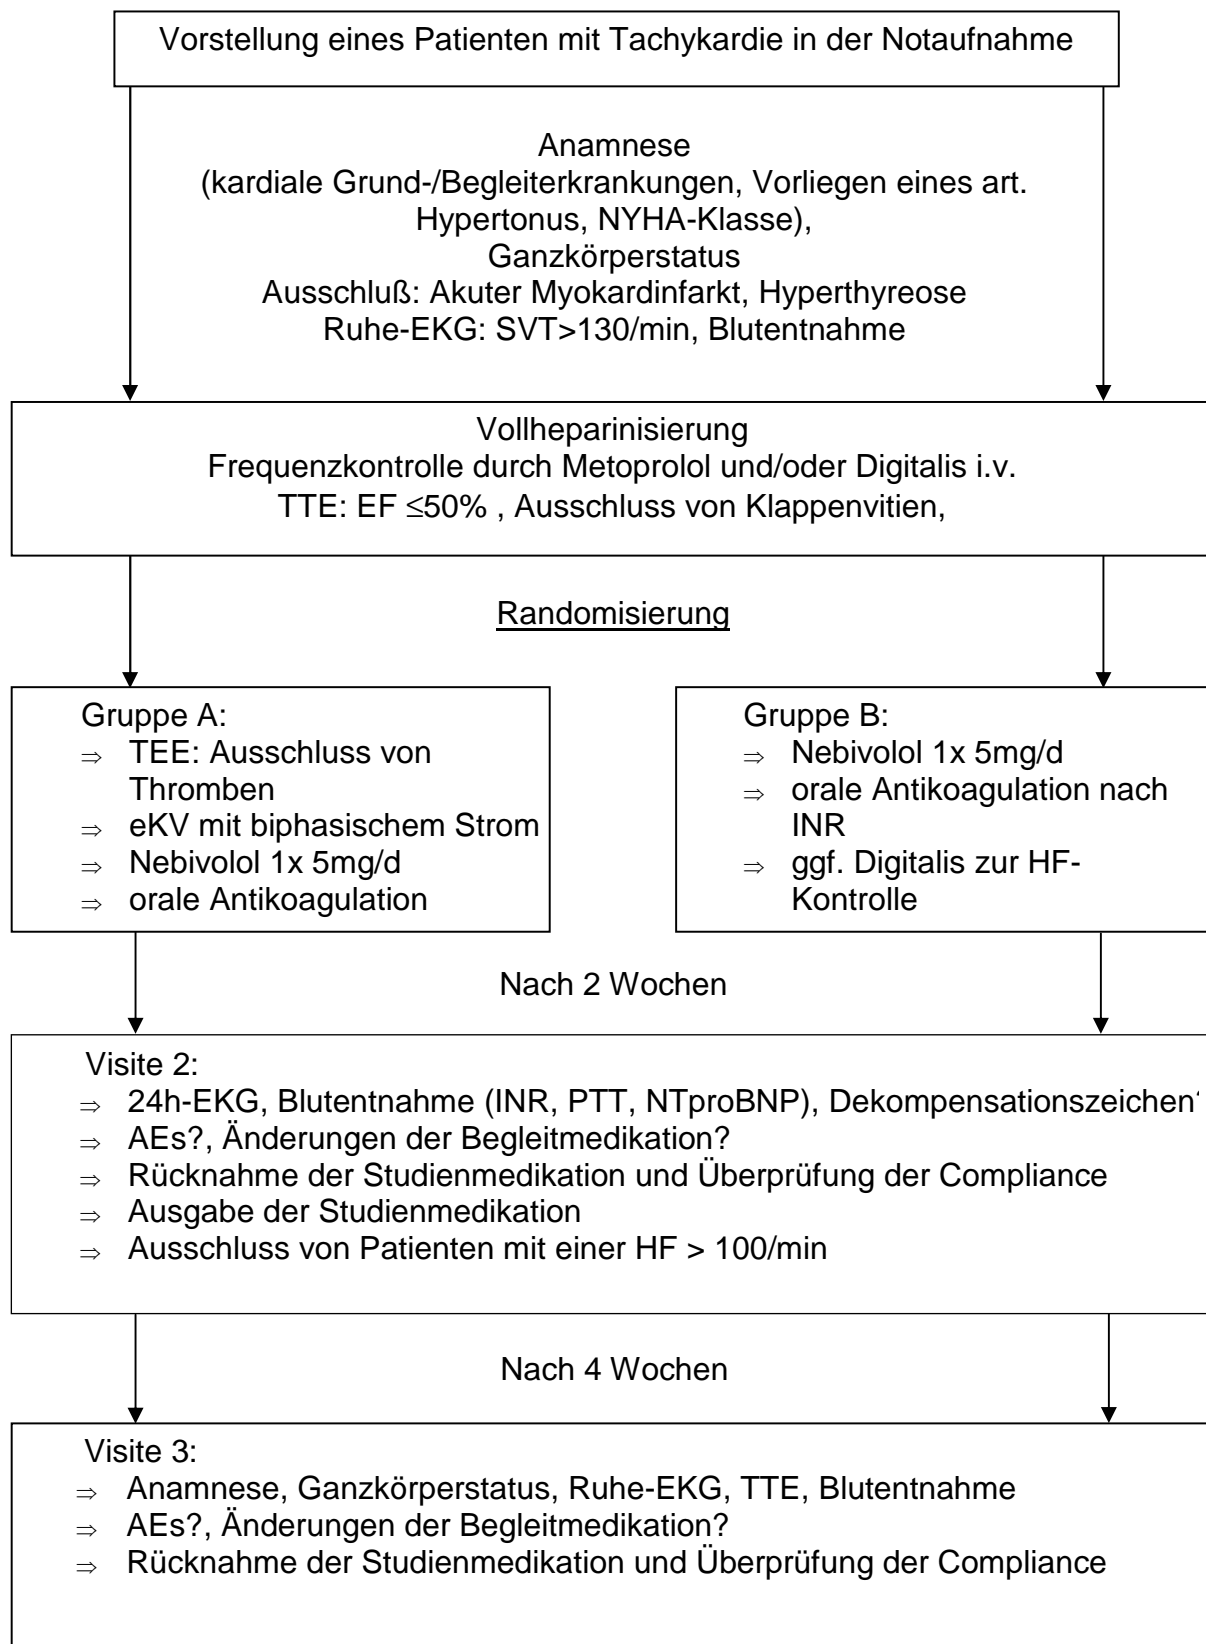 Vorstellung eines Patienten mit Tachykardie in der Notaufnahme
Anamnese
(kardiale Grund-/Begleiterkrankungen, Vorliegen eines art.
Hypertonus, NYHA-Klasse),
Ganzkörperstatus
Ausschluß: Akuter Myokardinfarkt, Hyperthyreose
Ruhe-EKG: SVT>130/min, Blutentnahme
Vollheparinisierung
Frequenzkontrolle durch Metoprolol und/oder Digitalis i.v.
TTE: EF ≤50% , Ausschluss von Klappenvitien,
Randomisierung
Gruppe A:
⇒ TEE: Ausschluss von
Thromben
⇒ eKV mit biphasischem Strom
⇒ Nebivolol 1x 5mg/d
⇒ orale Antikoagulation
Gruppe B:
⇒ Nebivolol 1x 5mg/d
⇒ orale Antikoagulation nach
INR
⇒ ggf. Digitalis zur HF-
Kontrolle
Nach 2 Wochen
Visite 2:
⇒ 24h-EKG, Blutentnahme (INR, PTT, NTproBNP), Dekompensationszeichen
⇒ AEs?, Änderungen der Begleitmedikation?
⇒ Rücknahme der Studienmedikation und Überprüfung der Compliance
⇒ Ausgabe der Studienmedikation
⇒ Ausschluss von Patienten mit einer HF > 100/min
Nach 4 Wochen
Visite 3:
⇒ Anamnese, Ganzkörperstatus, Ruhe-EKG, TTE, Blutentnahme
⇒ AEs?, Änderungen der Begleitmedikation?
⇒ Rücknahme der Studienmedikation und Überprüfung der Compliance